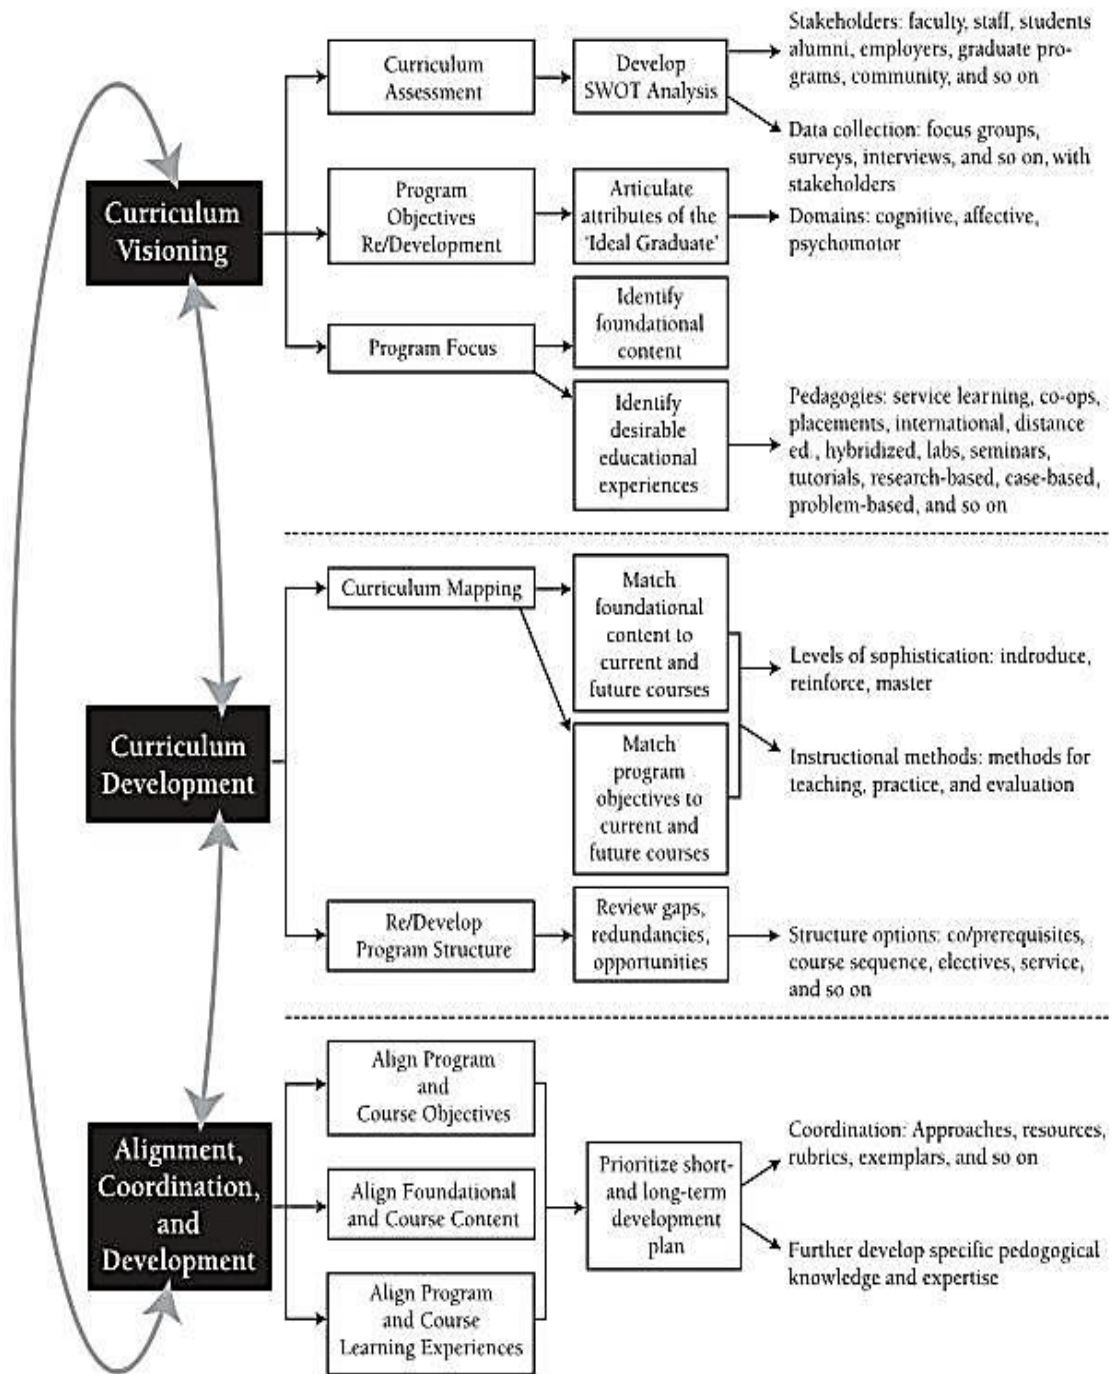 Curriculum
Visioning
Curriculum
Assessment
Develop
SWOT Analysis
Stakeholders: faculty, staff, students
alumni, employers, graduate pro-
grams, community, and so on
Data collection: focus groups,
surveys, interviews, and so on, with
stakeholders
Program
Objectives
Re/Development
Articulate
attributes of the
'Ideal Graduate'
Domains: cognitive, affective,
psychomotor
Program Focus
Identify
foundational
content
Identify
desirable
educational
experiences
Pedagogies: service learning, co-ops,
placements, international, distance
ed., hybridized, labs, seminars,
tutorials, research-based, case-based,
problem-based, and so on
Curriculum
Development
Curriculum Mapping
Match
foundational
content to
current and
future courses
Match
program
objectives to
current and
future courses
Levels of sophistication: indroduce,
reinforce, master
Instructional methods: methods for
teaching, practice, and evaluation
Re/Develop
Program Structure
Review gaps,
redundancies,
opportunities
Structure options: co/prerequisites,
course sequence, electives, service,
and so on
Alignment,
Coordination,
and
Development
Align Program
and
Course Objectives
Align Foundational
and Course Content
Align Program
and Course
Learning Experiences
Prioritize short-
and long-term
development
plan
Coordination: Approaches, resources,
rubrics, exemplars, and so on
Further develop specific pedogogical
knowledge and expertise